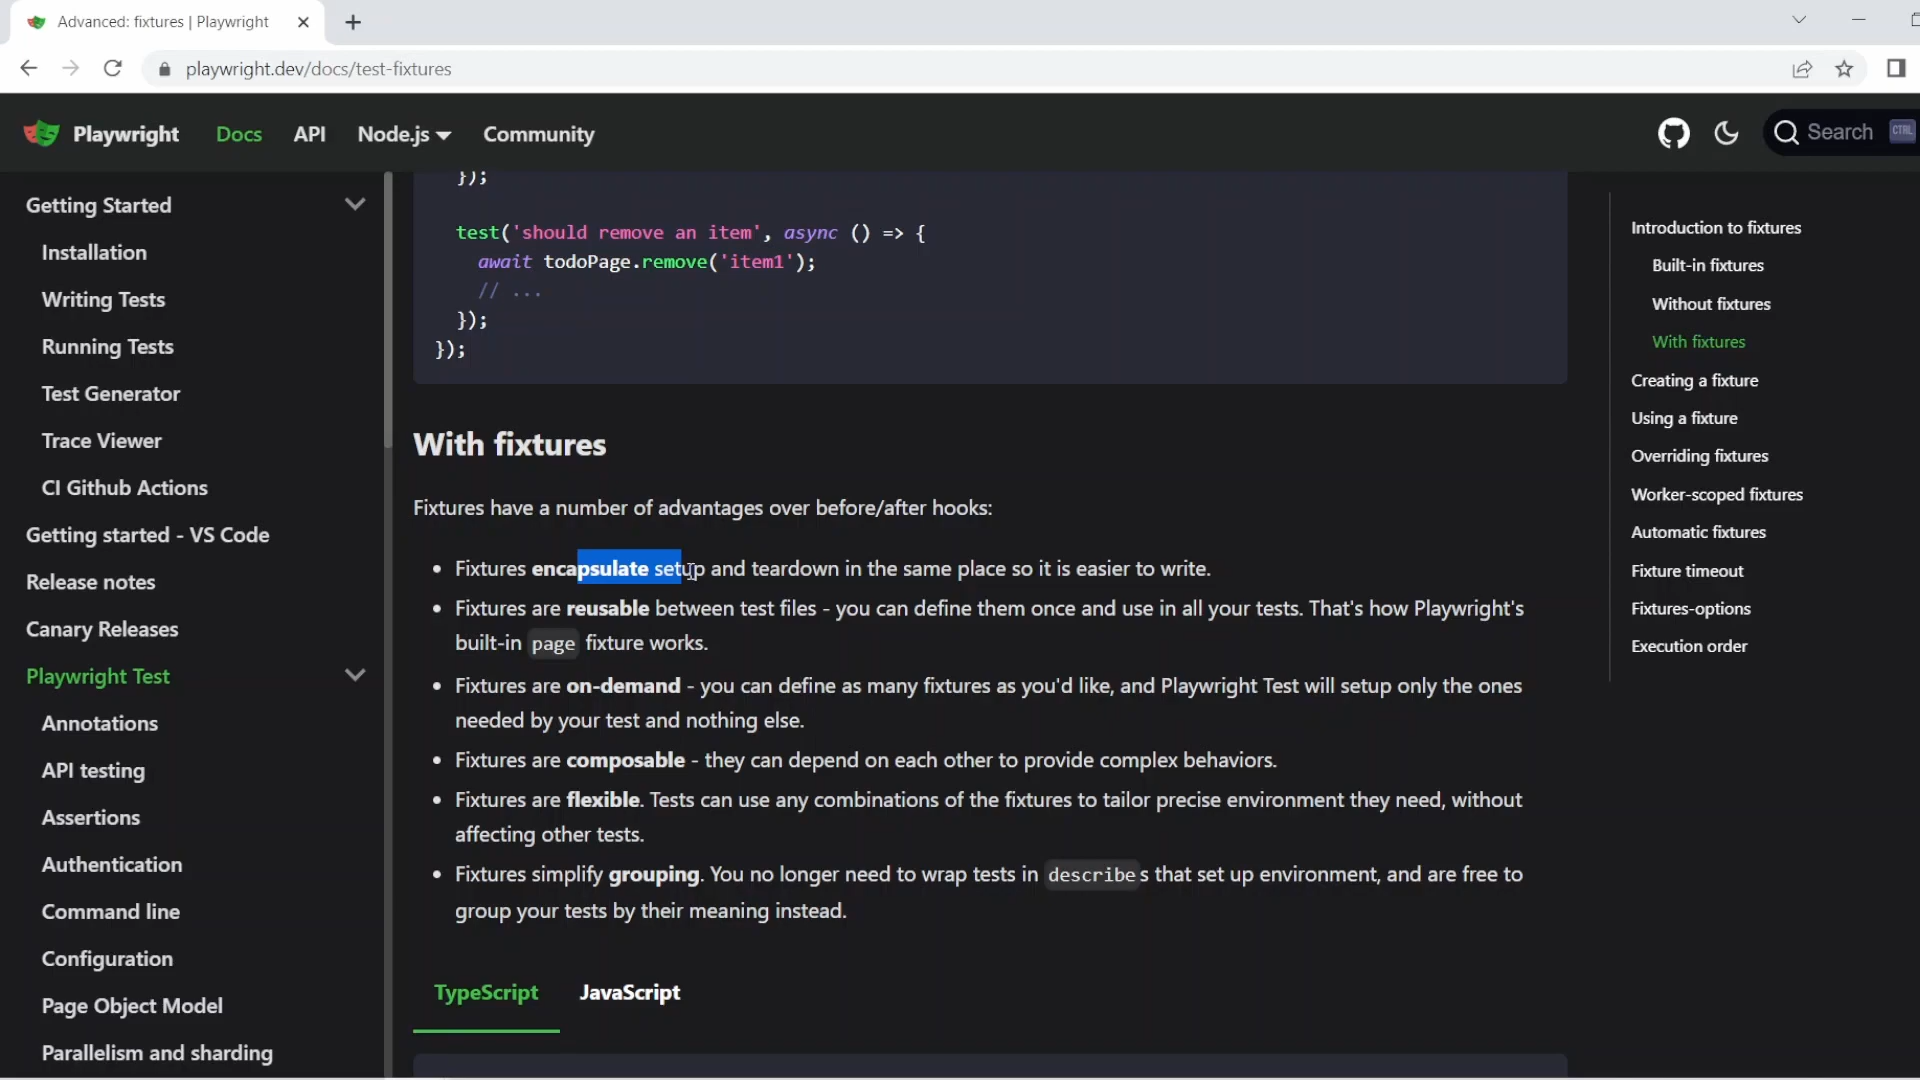 Advanced: fixtures | Playwright
playwright.dev/docs/test-fixtures
Playwright
Docs
API
Node.js
Community
Search
CTRL
Getting Started
Installation
Writing Tests
Running Tests
Test Generator
Trace Viewer
CI Github Actions
Getting started - VS Code
Release notes
Canary Releases
Playwright Test
Annotations
API testing
Assertions
Authentication
Command line
Configuration
Page Object Model
Parallelism and sharding
});
test('should remove an item', async () => {
await todoPage.remove('item1');
// ...
});
});
With fixtures
Fixtures have a number of advantages over before/after hooks:
• Fixtures encapsulate setup and teardown in the same place so it is easier to write.
• Fixtures are reusable between test files - you can define them once and use in all your tests. That's how Playwright's
built-in page fixture works.
• Fixtures are on-demand - you can define as many fixtures as you'd like, and Playwright Test will setup only the ones
needed by your test and nothing else.
• Fixtures are composable - they can depend on each other to provide complex behaviors.
• Fixtures are flexible. Tests can use any combinations of the fixtures to tailor precise environment they need, without
affecting other tests.
• Fixtures simplify grouping. You no longer need to wrap tests in describes that set up environment, and are free to
group your tests by their meaning instead.
TypeScript
JavaScript
Introduction to fixtures
Built-in fixtures
Without fixtures
With fixtures
Creating a fixture
Using a fixture
Overriding fixtures
Worker-scoped fixtures
Automatic fixtures
Fixture timeout
Fixtures-options
Execution order